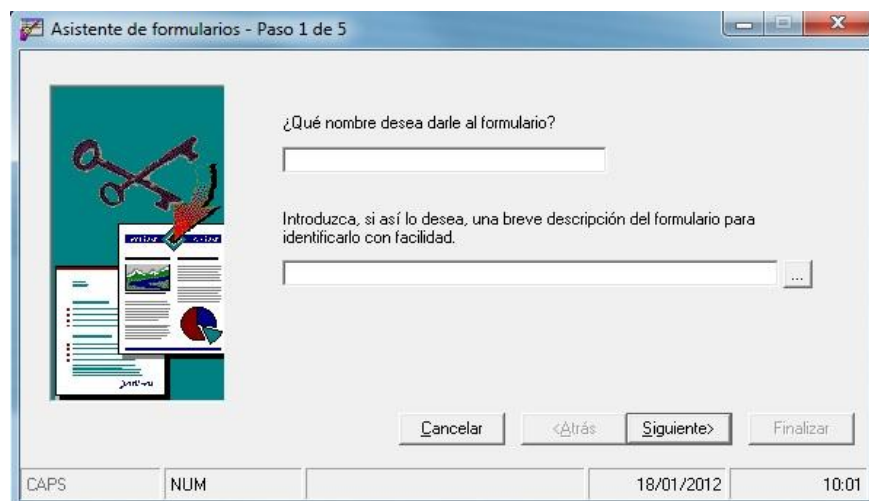 Asistente de formularios - Paso 1 de 5
¿Qué nombre desea darle al formulario?
Introduzca, si así lo desea, una breve descripción del formulario para
identificarlo con facilidad.
...
Cancelar
<Atrás
Siguiente>
Finalizar
CAPS
NUM
18/01/2012
10:01